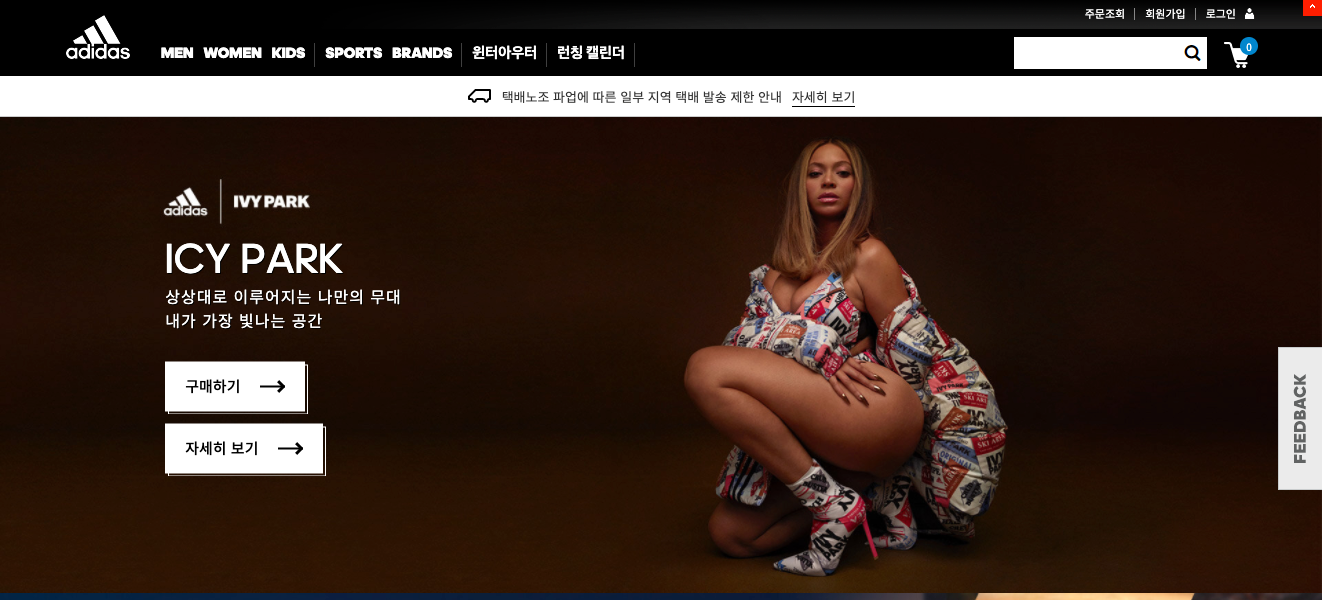 주문조회
회원가입
로그인
adidas
MEN WOMEN KIDS SPORTS BRANDS 윈터아우터 런칭 캘린더
0
택배노조 파업에 따른 일부 지역 택배 발송 제한 안내 자세히 보기
adidas IVY PARK
ICY PARK
상상대로 이루어지는 나만의 무대
내가 가장 빛나는 공간
구매하기
자세히 보기
FEEDBACK